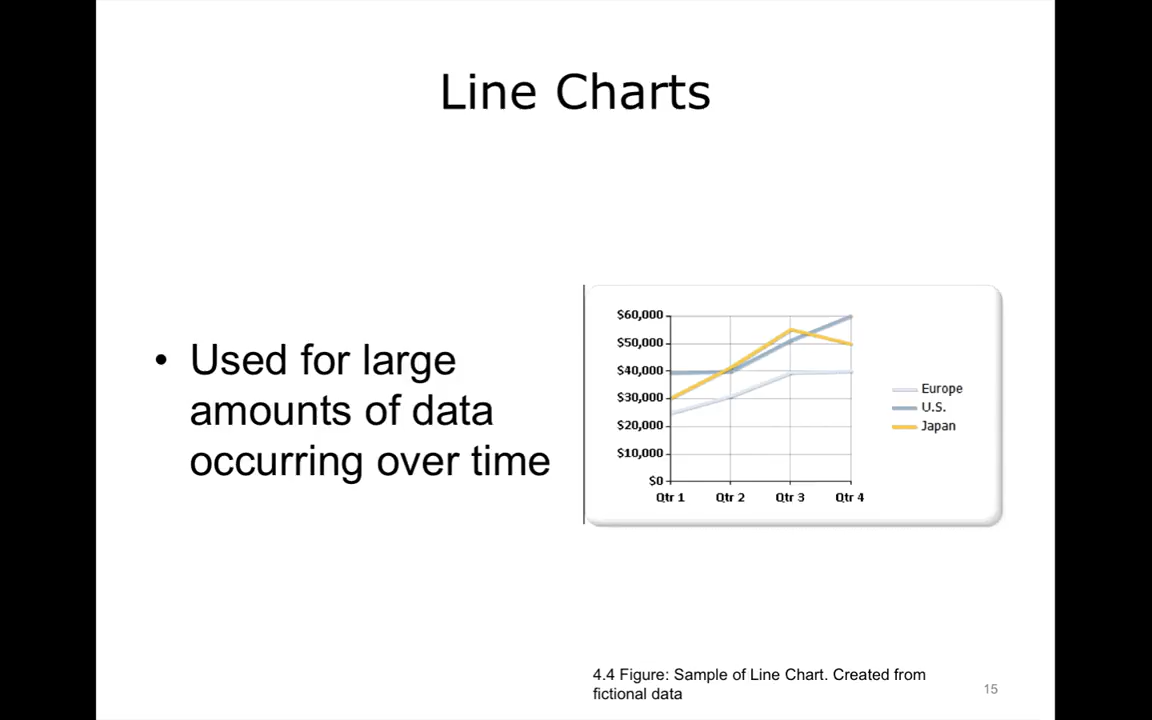 Line Charts
• Used for large
amounts of data
occurring over time
$60,000
$50,000
$40,000
$30,000
$20,000
$10,000
$0
Qtr 1 Qtr 2 Qtr 3 Qtr 4
Europe
U.S.
Japan
4.4 Figure: Sample of Line Chart. Created from
fictional data
15